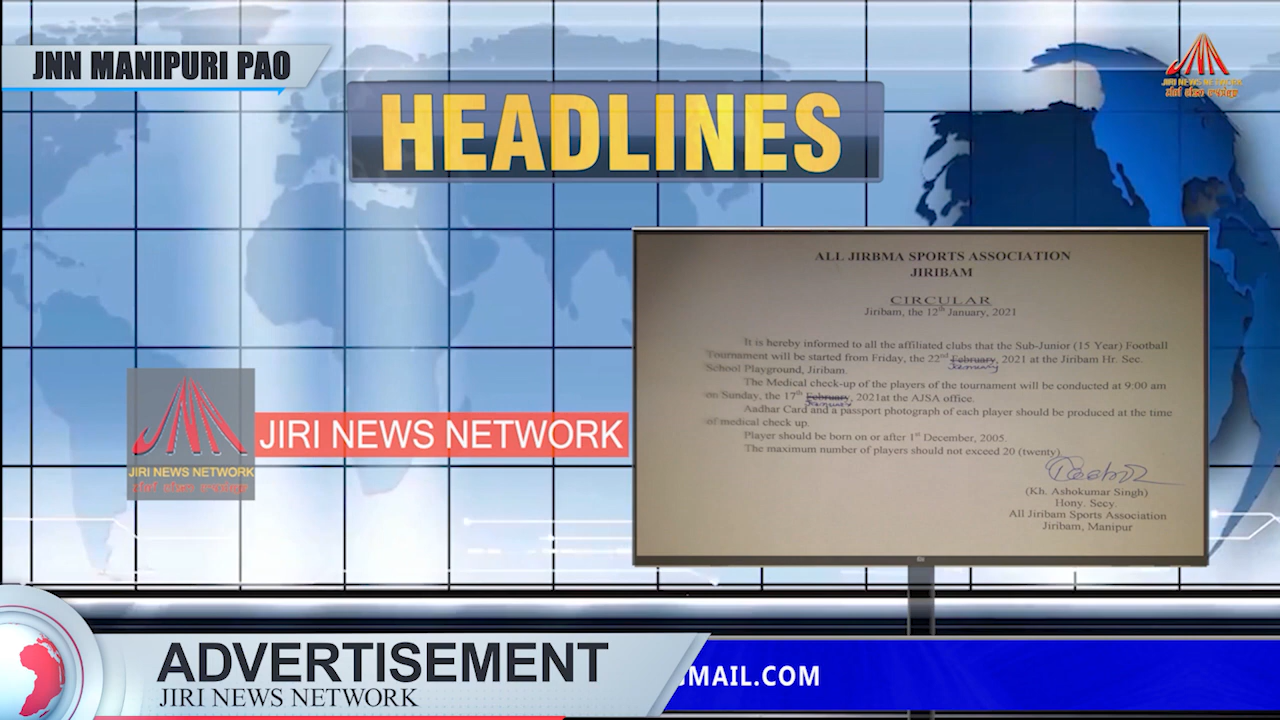 JNN MANIPURI PAO
JIRI NEWS NETWORK
HEADLINES
ALL JIRBMA SPORTS ASSOCIATION
JIRIBAM
CIRCULAR
Jiribam, the 12th January, 2021
It is hereby informed to all the affiliated clubs that the Sub-Junior (15 Year) Football
Tournament will be started from Friday, the 22nd February, 2021 at the Jiribam Hr. Sec.
January
School Playground, Jiribam.
The Medical check-up of the players of the tournament will be conducted at 9:00 am
on Sunday, the 17th February, 2021at the AJSA office.
January
Aadhar Card and a passport photograph of each player should be produced at the time
of medical check up.
Player should be born on or after 1st December, 2005.
The maximum number of players should not exceed 20 (twenty)
(Kh. Ashokumar Singh)
Hony. Secy.
All Jiribam Sports Association
Jiribam, Manipur
JIRI NEWS NETWORK
JIRI NEWS NETWORK
ADVERTISEMENT
JIRI NEWS NETWORK
MAIL.COM